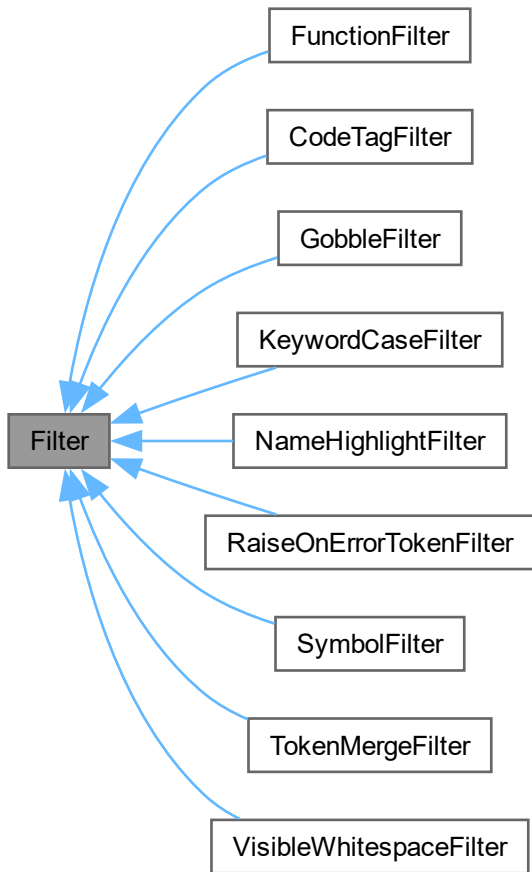 FunctionFilter
CodeTagFilter
GobbleFilter
KeywordCaseFilter
Filter
NameHighlightFilter
RaiseOnErrorTokenFilter
SymbolFilter
TokenMergeFilter
VisibleWhitespaceFilter